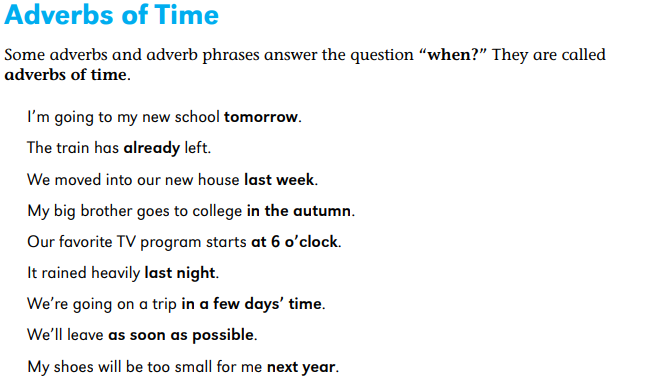 Adverbs of Time
Some adverbs and adverb phrases answer the question “when?” They are called
adverbs of time.
I’m going to my new school tomorrow.
The train has already left.
We moved into our new house last week.
My big brother goes to college in the autumn.
Our favorite TV program starts at 6 o’clock.
It rained heavily last night.
We’re going on a trip in a few days’ time.
We’ll leave as soon as possible.
My shoes will be too small for me next year.